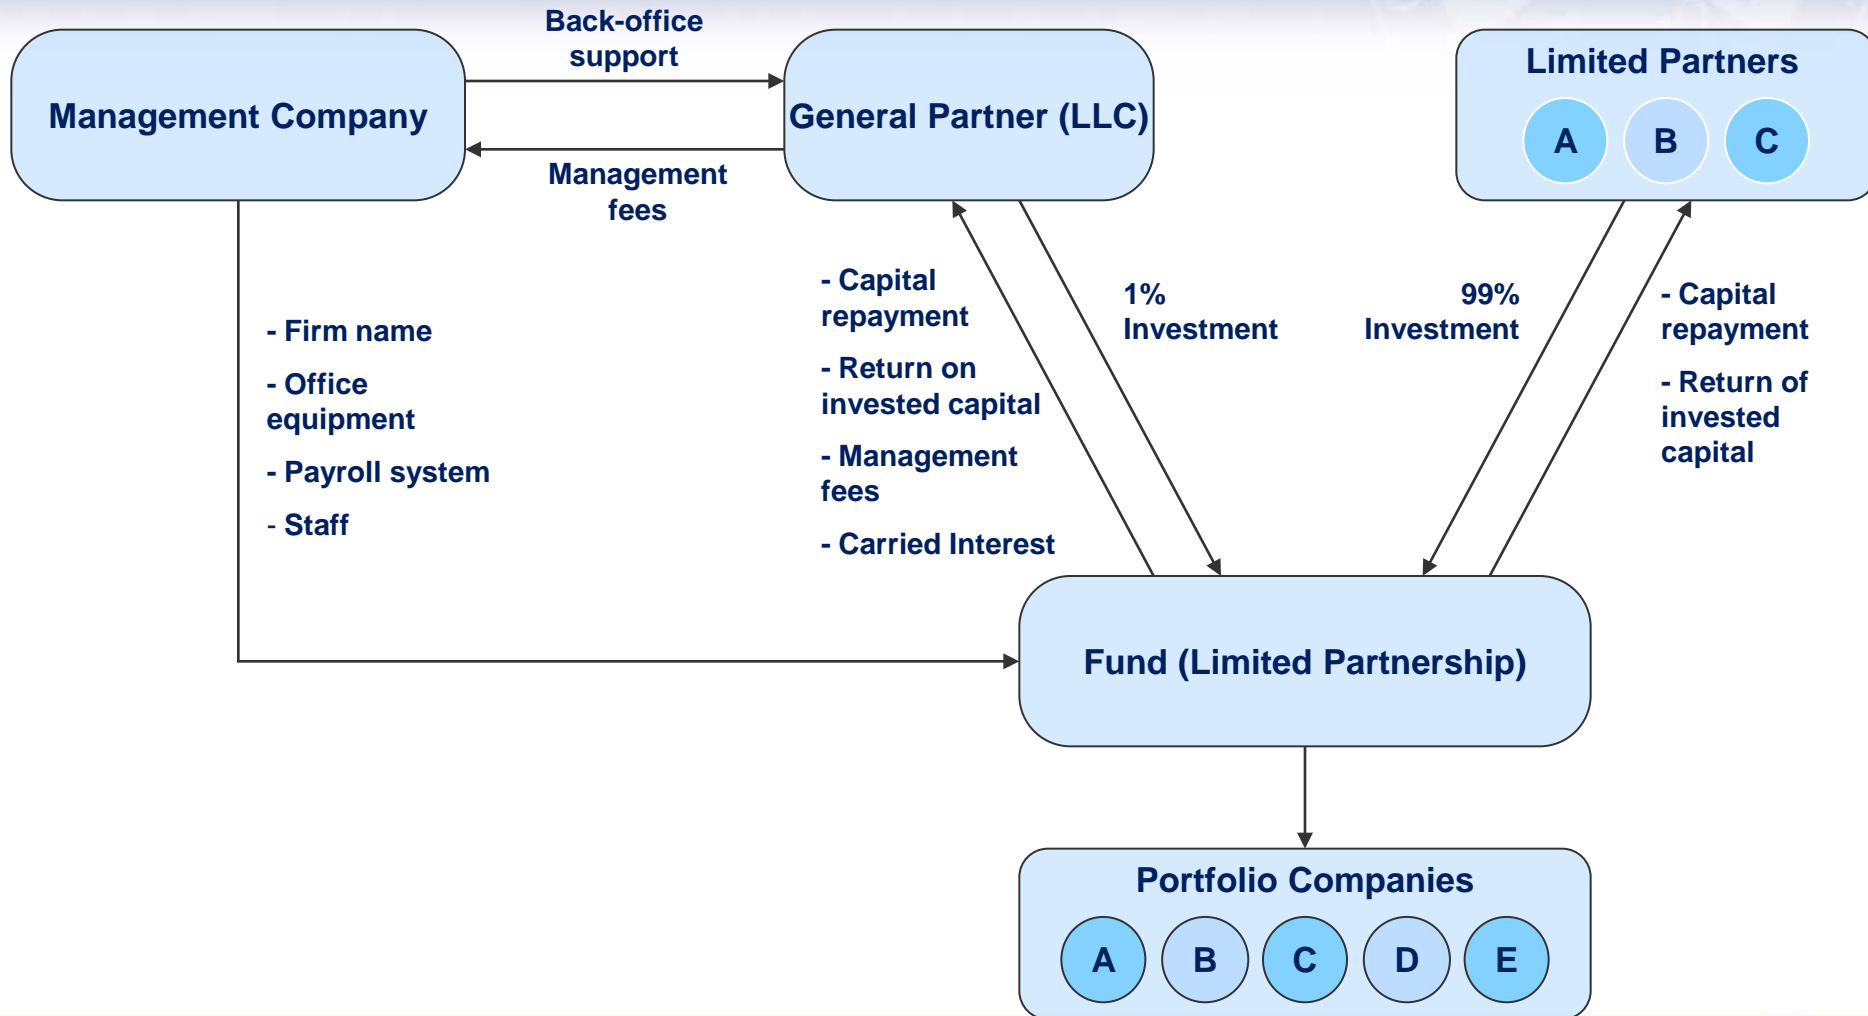 Back-office
support
Management Company
General Partner (LLC)
Limited Partners
A B C
Management
fees
- Firm name
- Office
equipment
- Payroll system
- Staff
- Capital
repayment
- Return on
invested capital
- Management
fees
- Carried Interest
1%
Investment
99%
Investment
- Capital
repayment
- Return of
invested
capital
Fund (Limited Partnership)
Portfolio Companies
A B C D E